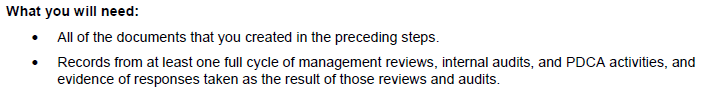 What you will need:
• All of the documents that you created in the preceding steps.
• Records from at least one full cycle of management reviews, internal audits, and PDCA activities, and
evidence of responses taken as the result of those reviews and audits.